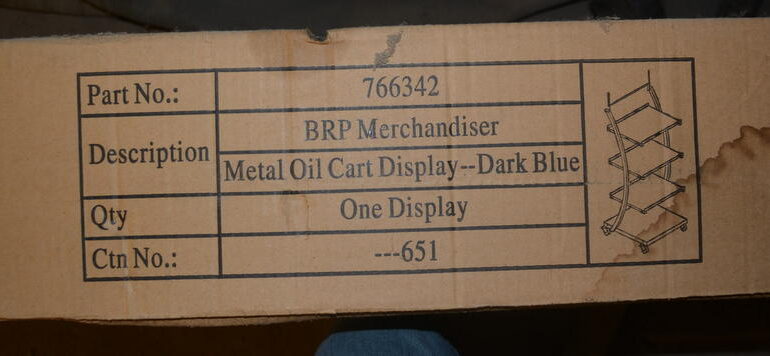 Part No.: 766342
Description BRP Merchandiser
Metal Oil Cart Display--Dark Blue
Qty One Display
Ctn No.: ---651